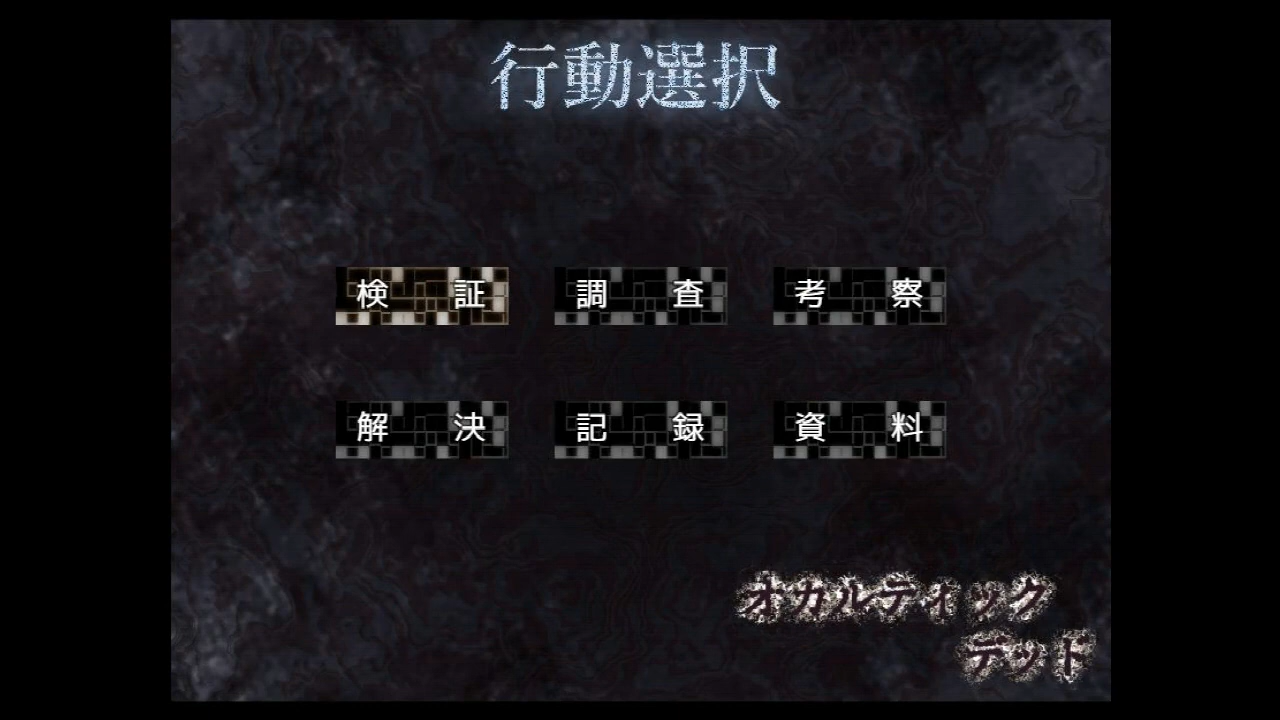 行動選択
検証 調査 考察
解決 記録 資料
オカルティック
デッド